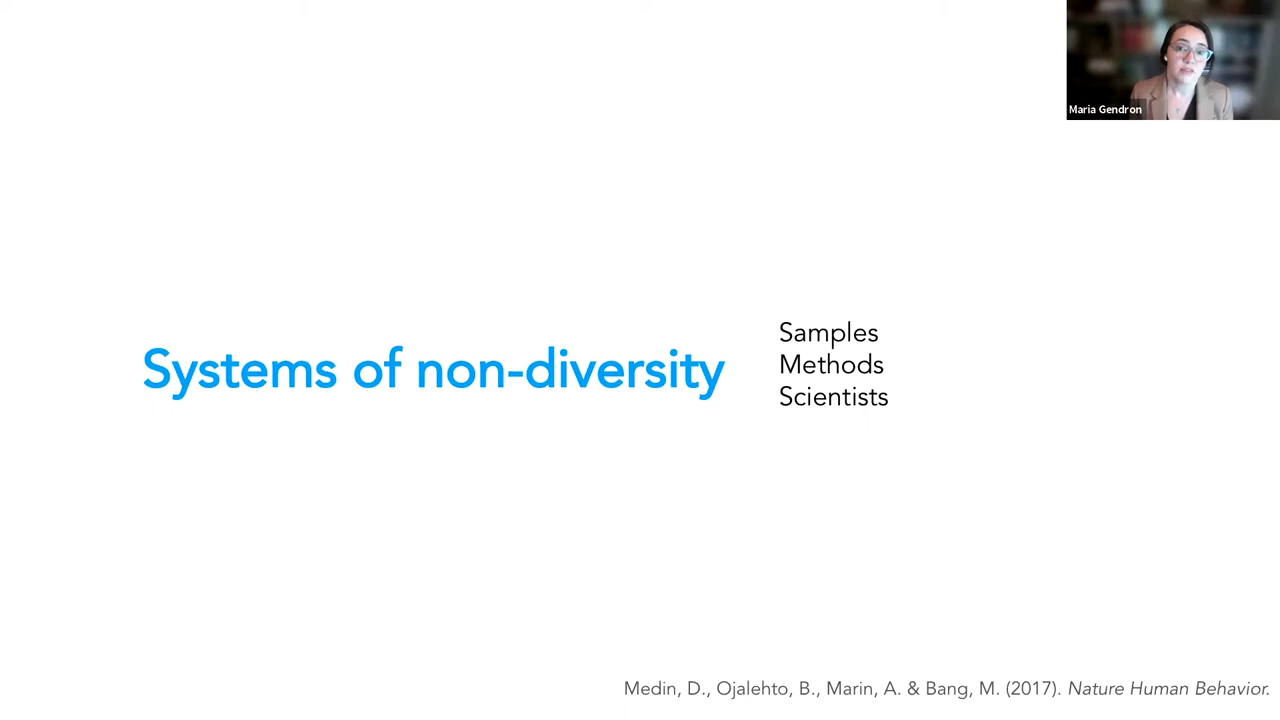 Maria Gendron
Systems of non-diversity
Samples
Methods
Scientists
Medin, D., Ojalehto, B., Marin, A. & Bang, M. (2017). Nature Human Behavior.